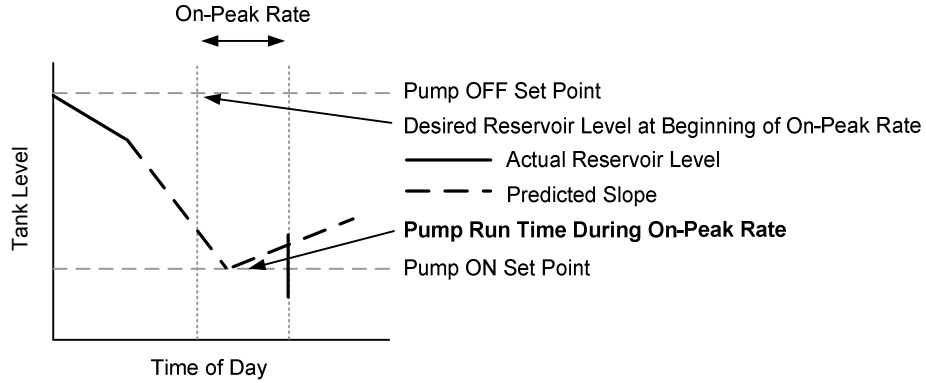 On-Peak Rate
Pump OFF Set Point
Desired Reservoir Level at Beginning of On-Peak Rate
Actual Reservoir Level
Predicted Slope
Pump Run Time During On-Peak Rate
Pump ON Set Point
Tank Level
Time of Day